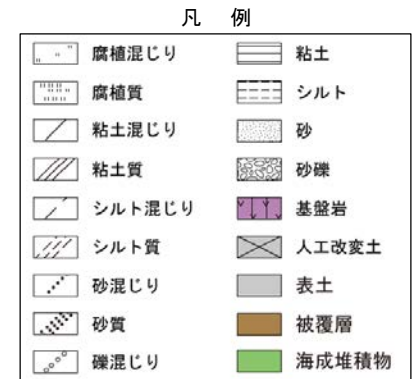 凡 例
腐植混じり
腐植質
粘土混じり
粘土質
シルト混じり
シルト質
砂混じり
砂質
礫混じり
粘土
シルト
砂
砂礫
基盤岩
人工改変土
表土
被覆層
海成堆積物